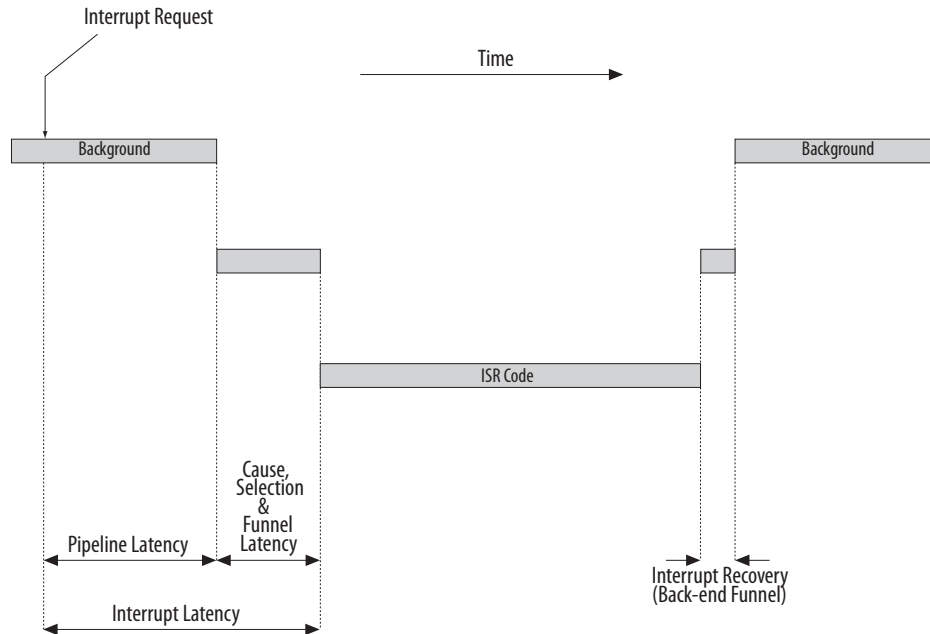 Interrupt Request
Time
Background
Background
ISR Code
Cause,
Selection
&
Funnel
Latency
Pipeline Latency
Interrupt Recovery
(Back-end Funnel)
Interrupt Latency